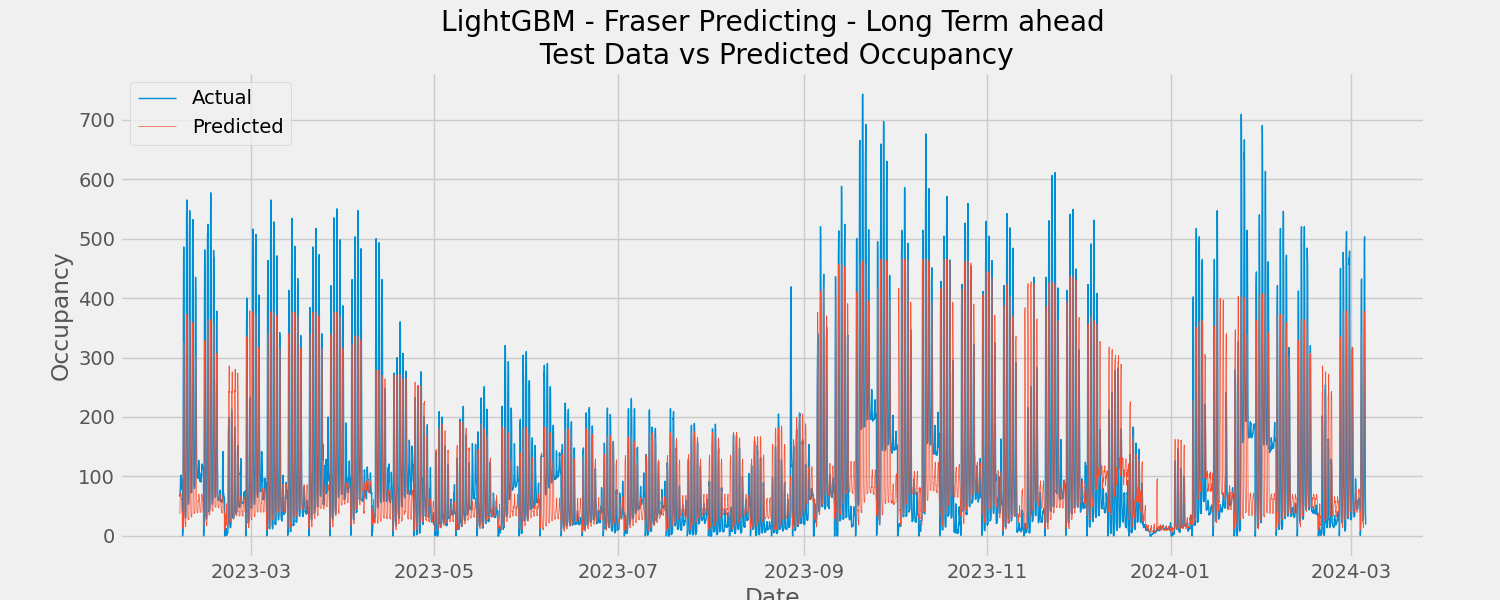 LightGBM - Fraser Predicting - Long Term ahead
Test Data vs Predicted Occupancy
Actual
Predicted
Occupancy
700
600
500
400
300
200
100
0
2023-03
2023-05
2023-07
2023-09
2023-11
2024-01
2024-03
Date